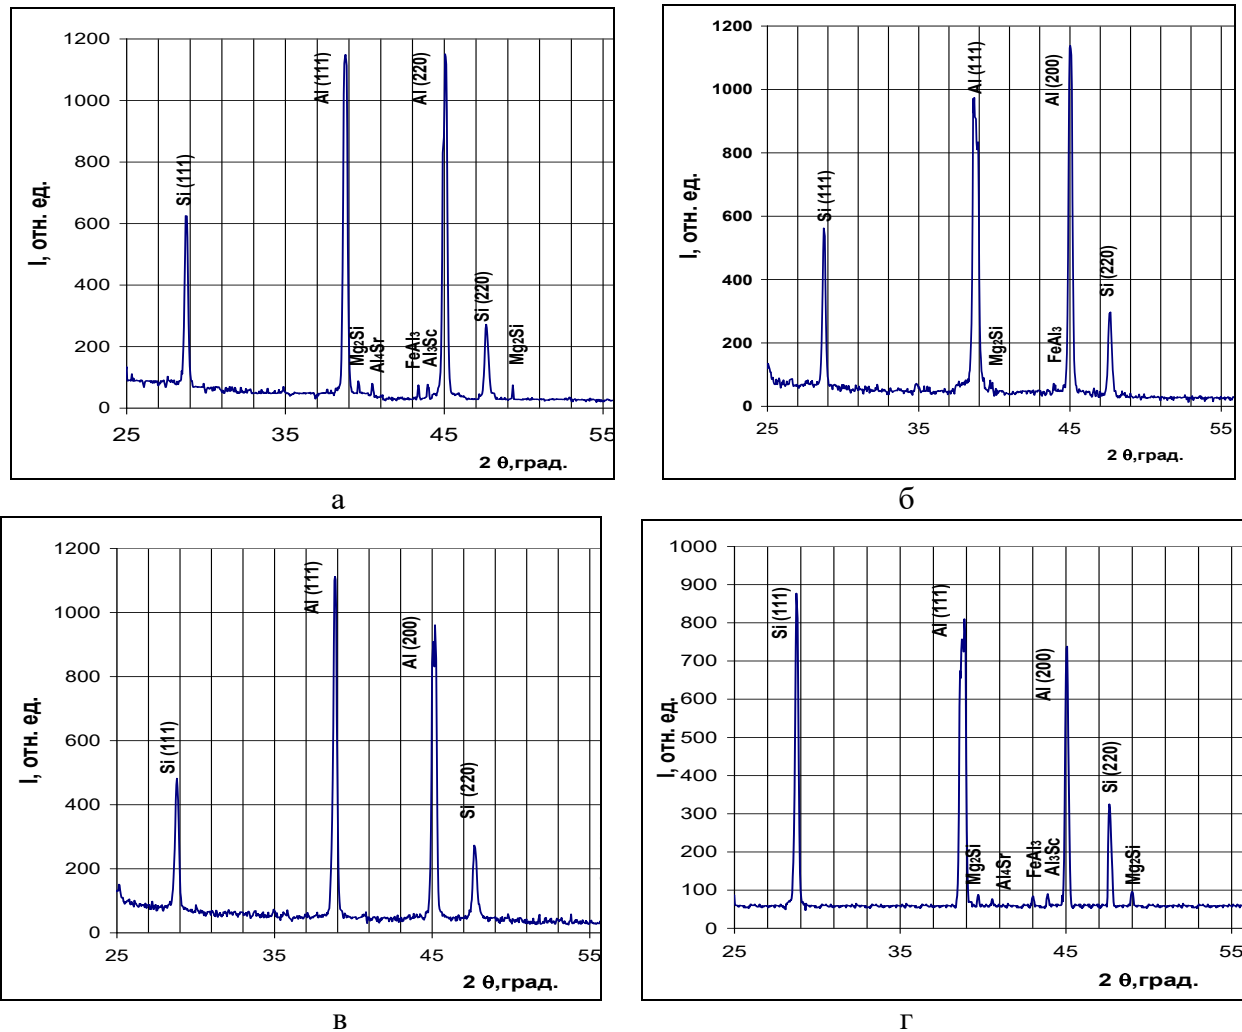 1200
1000
800
600
400
200
0
25
35
45
55
I, отн. ед.
2 θ,град.
Si (111)
Al (111)
Mg2Si
Al4Sr
FeAl3
Al3Sc
Al (220)
Si (220)
Mg2Si
а
1200
1000
800
600
400
200
0
25
35
45
55
I, отн. ед.
2 θ,град.
Si (111)
Al (111)
Mg2Si
FeAl3
Al (200)
Si (220)
б
1200
1000
800
600
400
200
0
25
35
45
55
I, отн. ед.
2 θ,град.
Si (111)
Al (111)
Al (200)
Si (220)
в
1000
900
800
700
600
500
400
300
200
100
0
25
35
45
55
I, отн. ед.
2 θ,град.
Si (111)
Al (111)
Mg2Si
Al4Sr
FeAl3
Al3Sc
Al (200)
Si (220)
Mg2Si
г